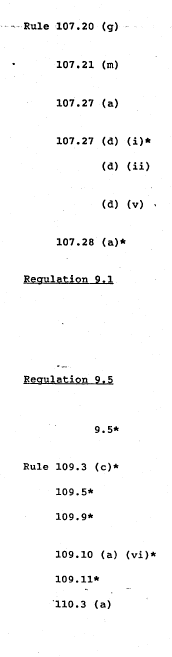 Rule 107.20 (g)
107.21 (m)
107.27 (a)
107.27 (d) (i)*
(d) (ii)
(d) (v)
107.28 (a)*
Regulation 9.1
Regulation 9.5
9.5*
Rule 109.3 (c)*
109.5*
109.9*
109.10 (a) (vi)*
109.11*
110.3 (a)